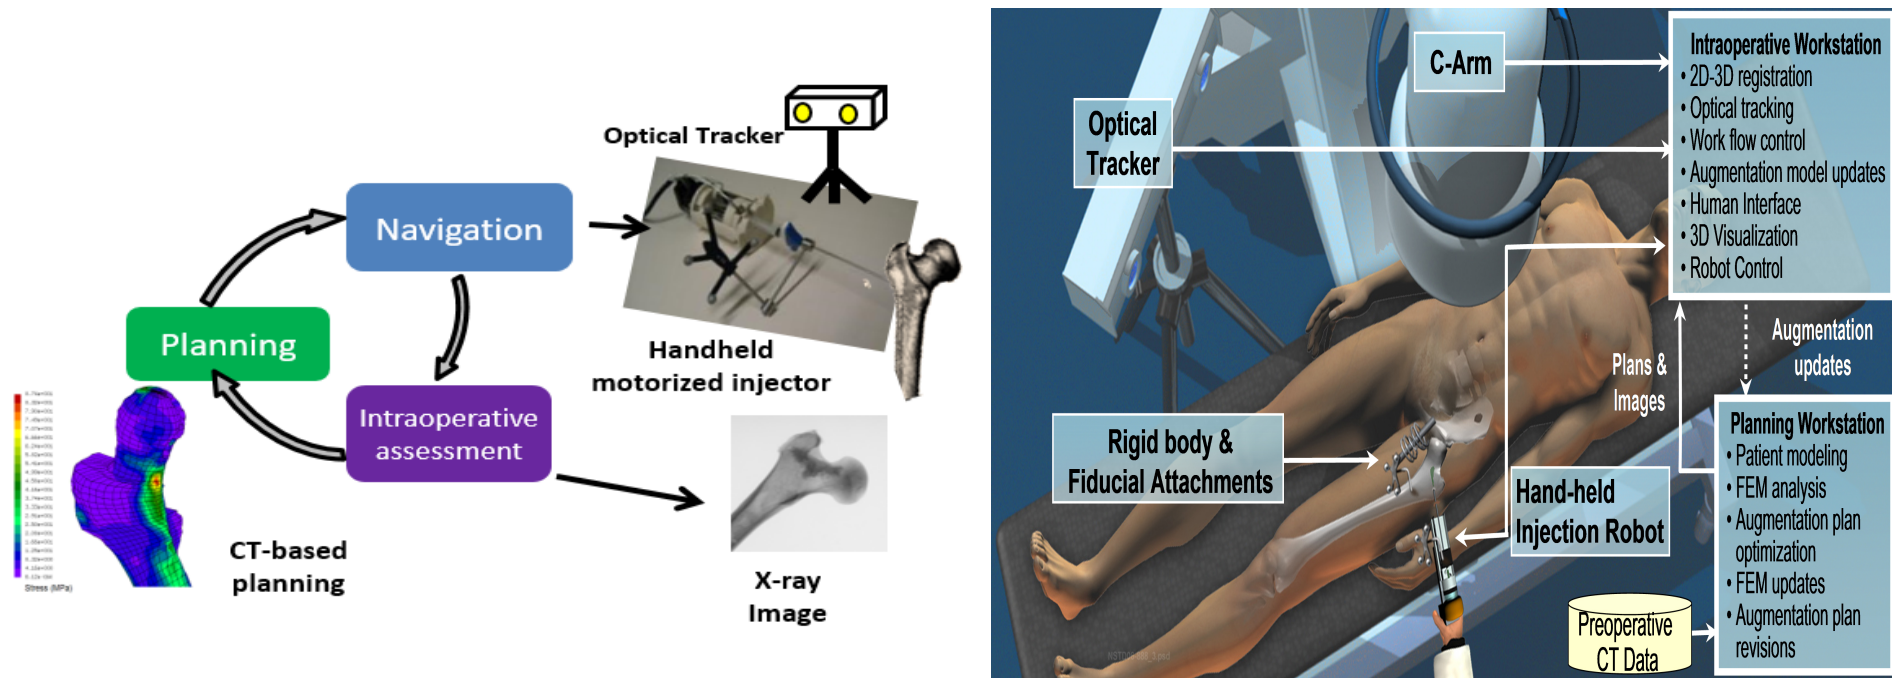 Optical Tracker
Navigation
Planning
Handheld
motorized injector
Intraoperative
assessment
Stress (MPa)
CT-based
planning
X-ray
Image
C-Arm
Optical
Tracker
Intraoperative Workstation
• 2D-3D registration
• Optical tracking
• Work flow control
• Augmentation model updates
• Human Interface
• 3D Visualization
• Robot Control
Augmentation
updates
Plans &
Images
Rigid body &
Fiducial Attachments
Hand-held
Injection Robot
Planning Workstation
• Patient modeling
• FEM analysis
• Augmentation plan
optimization
• FEM updates
• Augmentation plan
revisions
Preoperative
CT Data